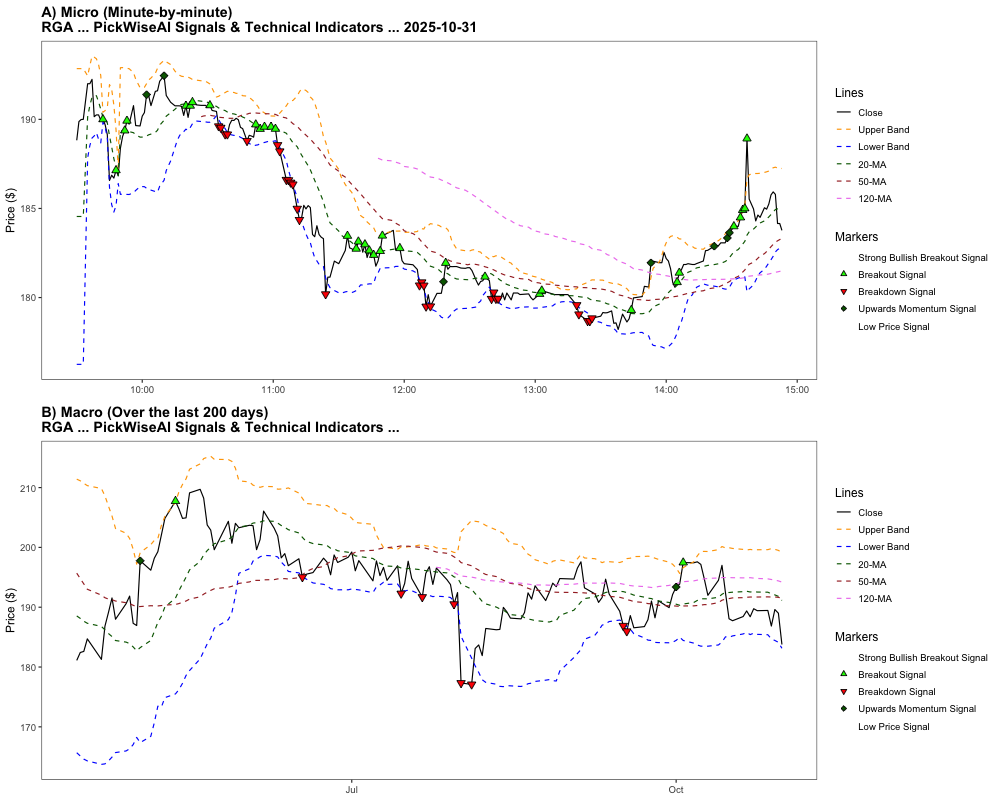 A) Micro (Minute-by-minute)
RGA ... PickWiseAI Signals & Technical Indicators ... 2025-10-31
Price ($)
190
185
180
10:00
11:00
12:00
13:00
14:00
15:00
Lines
Close
Upper Band
Lower Band
20-MA
50-MA
120-MA
Markers
Strong Bullish Breakout Signal
Breakout Signal
Breakdown Signal
Upwards Momentum Signal
Low Price Signal
B) Macro (Over the last 200 days)
RGA ... PickWiseAI Signals & Technical Indicators ...
Price ($)
210
200
190
180
170
Jul
Oct
Lines
Close
Upper Band
Lower Band
20-MA
50-MA
120-MA
Markers
Strong Bullish Breakout Signal
Breakout Signal
Breakdown Signal
Upwards Momentum Signal
Low Price Signal